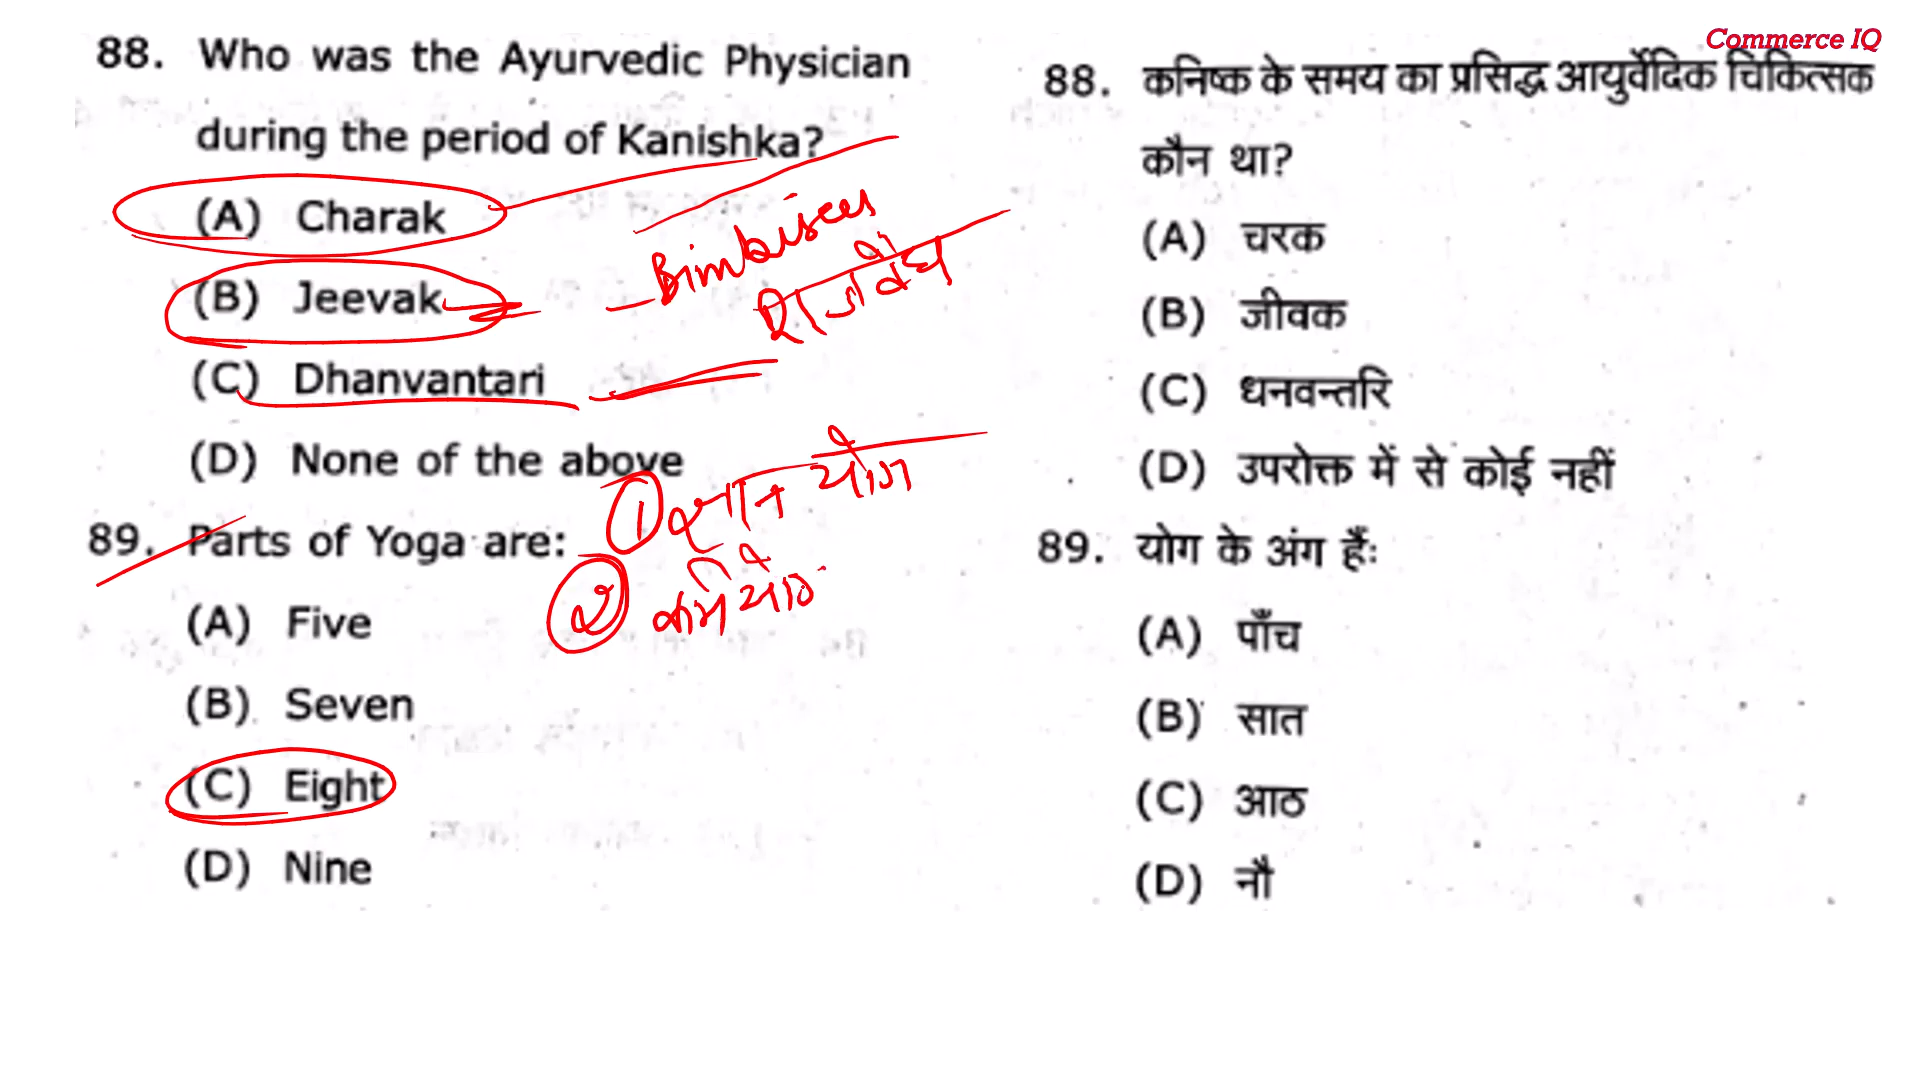 Commerce IQ
88. Who was the Ayurvedic Physician
during the period of Kanishka?
(A) Charak
(B) Jeevak
(C) Dhanvantari
(D) None of the above
89. Parts of Yoga are:
(A) Five
(B) Seven
(C) Eight
(D) Nine
राजवैद्य
1 ज्ञान योग
२ कर्म योग
88. कनिष्क के समय का प्रसिद्ध आयुर्वेदिक चिकित्सक
कौन था?
(A) चरक
(B) जीवक
(C) धनवन्तरि
(D) उपरोक्त में से कोई नहीं
89. योग के अंग हैं:
(A) पाँच
(B) सात
(C) आठ
(D) नौ